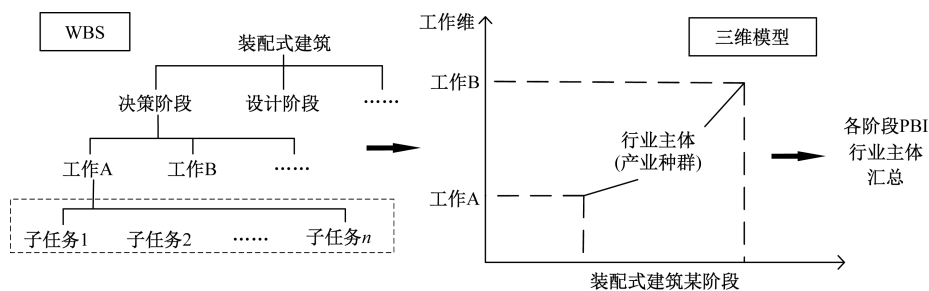 WBS
装配式建筑
决策阶段
设计阶段
……
工作A
工作B
……
子任务1
子任务2
……
子任务n
工作维
三维模型
工作B
行业主体
(产业种群)
工作A
装配式建筑某阶段
各阶段PBI
行业主体
汇总